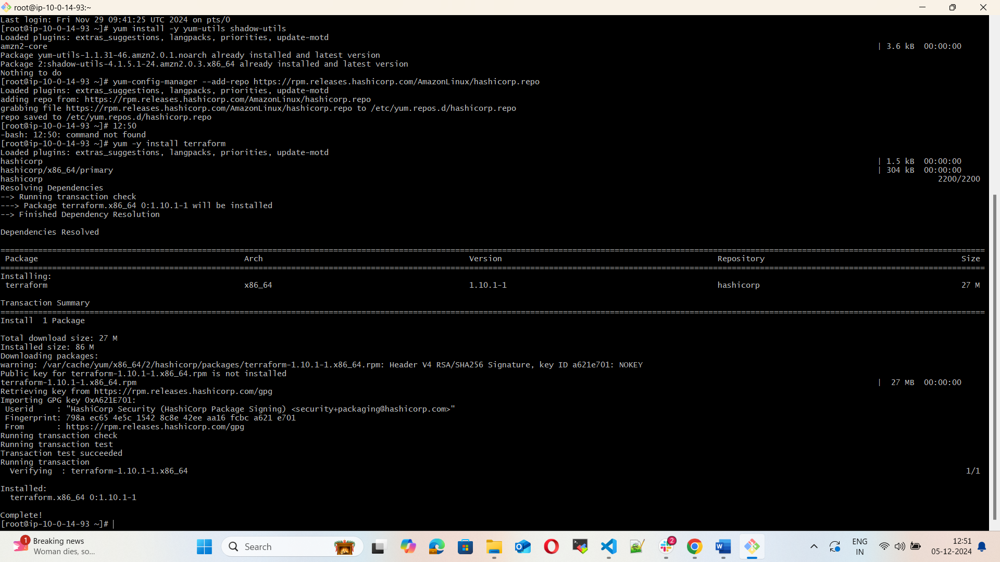 root@ip-10-0-14-93:~
Last login: Fri Nov 29 09:41:25 UTC 2024 on pts/0
[root@ip-10-0-14-93 ~]# yum install -y yum-utils shadow-utils
Loaded plugins: extras_suggestions, langpacks, priorities, update-motd
amzn2-core | 3.6 kB 00:00:00
Package yum-utils-1.1.31-46.amzn2.0.1.noarch already installed and latest version
Package 2:shadow-utils-4.1.5.1-24.amzn2.0.3.x86_64 already installed and latest version
Nothing to do
[root@ip-10-0-14-93 ~]# yum-config-manager --add-repo https://rpm.releases.hashicorp.com/AmazonLinux/hashicorp.repo
Loaded plugins: extras_suggestions, langpacks, priorities, update-motd
adding repo from: https://rpm.releases.hashicorp.com/AmazonLinux/hashicorp.repo
grabbing file https://rpm.releases.hashicorp.com/AmazonLinux/hashicorp.repo to /etc/yum.repos.d/hashicorp.repo
repo saved to /etc/yum.repos.d/hashicorp.repo
[root@ip-10-0-14-93 ~]# 12:50
-bash: 12:50: command not found
[root@ip-10-0-14-93 ~]# yum -y install terraform
Loaded plugins: extras_suggestions, langpacks, priorities, update-motd
hashicorp | 1.5 kB 00:00:00
hashicorp/x86_64/primary | 304 kB 00:00:00
hashicorp 2200/2200
Resolving Dependencies
--> Running transaction check
---> Package terraform.x86_64 0:1.10.1-1 will be installed
--> Finished Dependency Resolution
Dependencies Resolved
Package Arch Version Repository Size
Installing:
terraform x86_64 1.10.1-1 hashicorp 27 M
Transaction Summary
Install 1 Package
Total download size: 27 M
Installed size: 86 M
Downloading packages:
warning: /var/cache/yum/x86_64/2/hashicorp/packages/terraform-1.10.1-1.x86_64.rpm: Header V4 RSA/SHA256 Signature, key ID a621e701: NOKEY
Public key for terraform-1.10.1-1.x86_64.rpm is not installed
terraform-1.10.1-1.x86_64.rpm | 27 MB 00:00:00
Retrieving key from https://rpm.releases.hashicorp.com/gpg
Importing GPG key 0xA621E701:
Userid : "HashiCorp Security (HashiCorp Package Signing) <security+packaging@hashicorp.com>"
Fingerprint: 798a ec65 4e5c 1542 8c8e 42ee aa16 fcbc a621 e701
From : https://rpm.releases.hashicorp.com/gpg
Running transaction check
Running transaction test
Transaction test succeeded
Running transaction
Verifying : terraform-1.10.1-1.x86_64 1/1
Installed:
terraform.x86_64 0:1.10.1-1
Complete!
[root@ip-10-0-14-93 ~]#
1
Breaking news
Woman dies, so...
Search
2
ENG
IN
12:51
05-12-2024